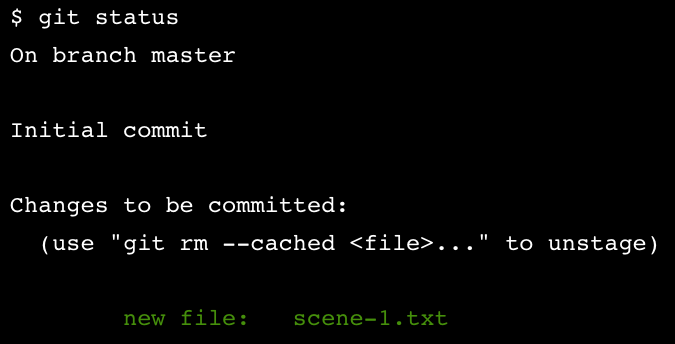 $ git status
On branch master
Initial commit
Changes to be committed:
(use "git rm --cached <file>..." to unstage)
new file: scene-1.txt